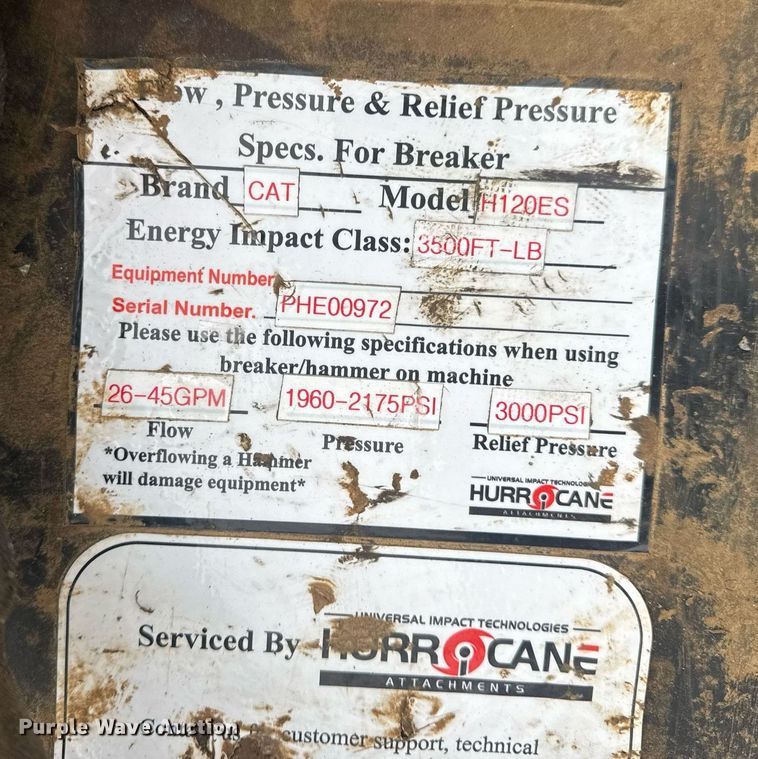 , Pressure & Relief Pressure
Specs. For Breaker
Brand CAT Model H120ES
Energy Impact Class: 3500FT-LB
Equipment Number
Serial Number. PHE00972
Please use the following specifications when using
breaker/hammer on machine
26-45GPM 1960-2175PSI 3000PSI
Flow Pressure Relief Pressure
*Overflowing a Hammer
will damage equipment*
UNIVERSAL IMPACT TECHNOLOGIES
HURROCANE
ATTACHMENTS
UNIVERSAL IMPACT TECHNOLOGIES
Serviced By HURROCANE
ATTACHMENTS
Purple Wave Auction
customer support, technical